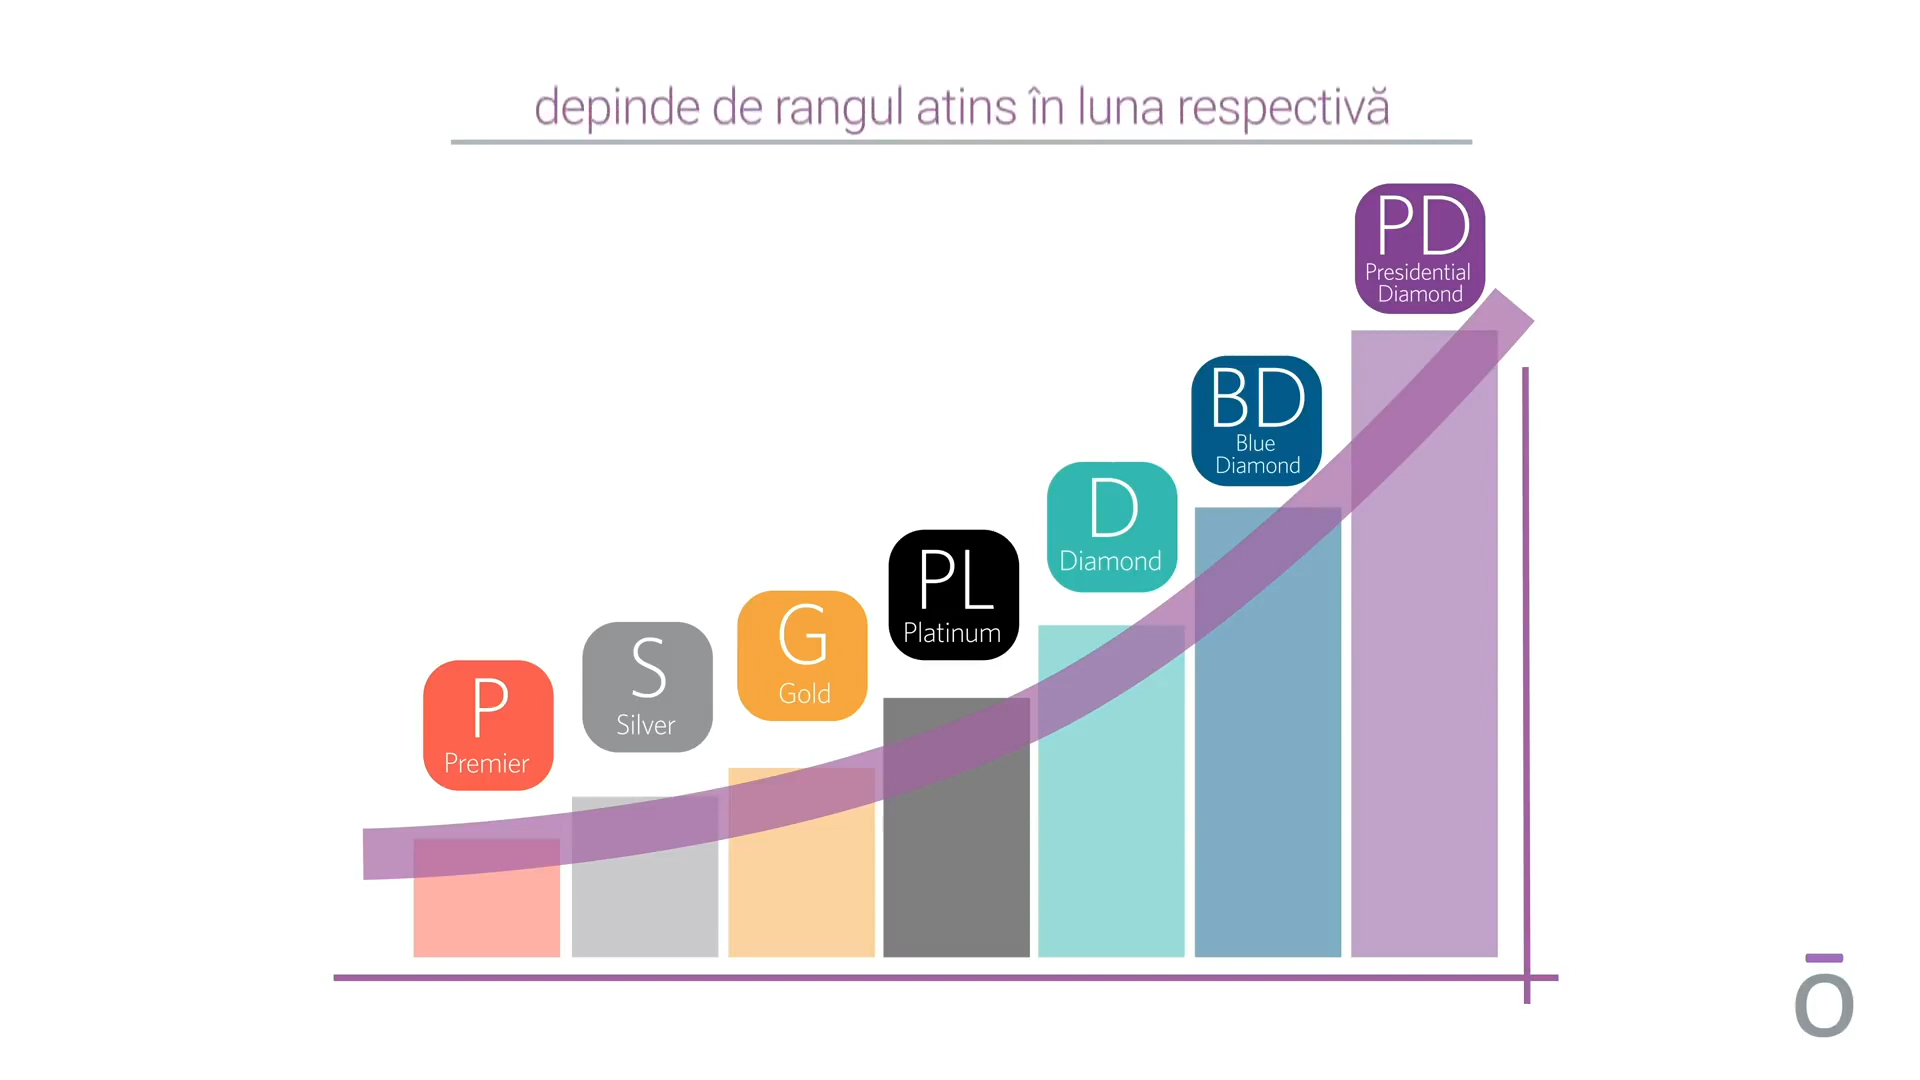 depinde de rangul atins în luna respectivă
PD
Presidential
Diamond
BD
Blue
Diamond
D
Diamond
PL
Platinum
G
Gold
S
Silver
P
Premier
ō